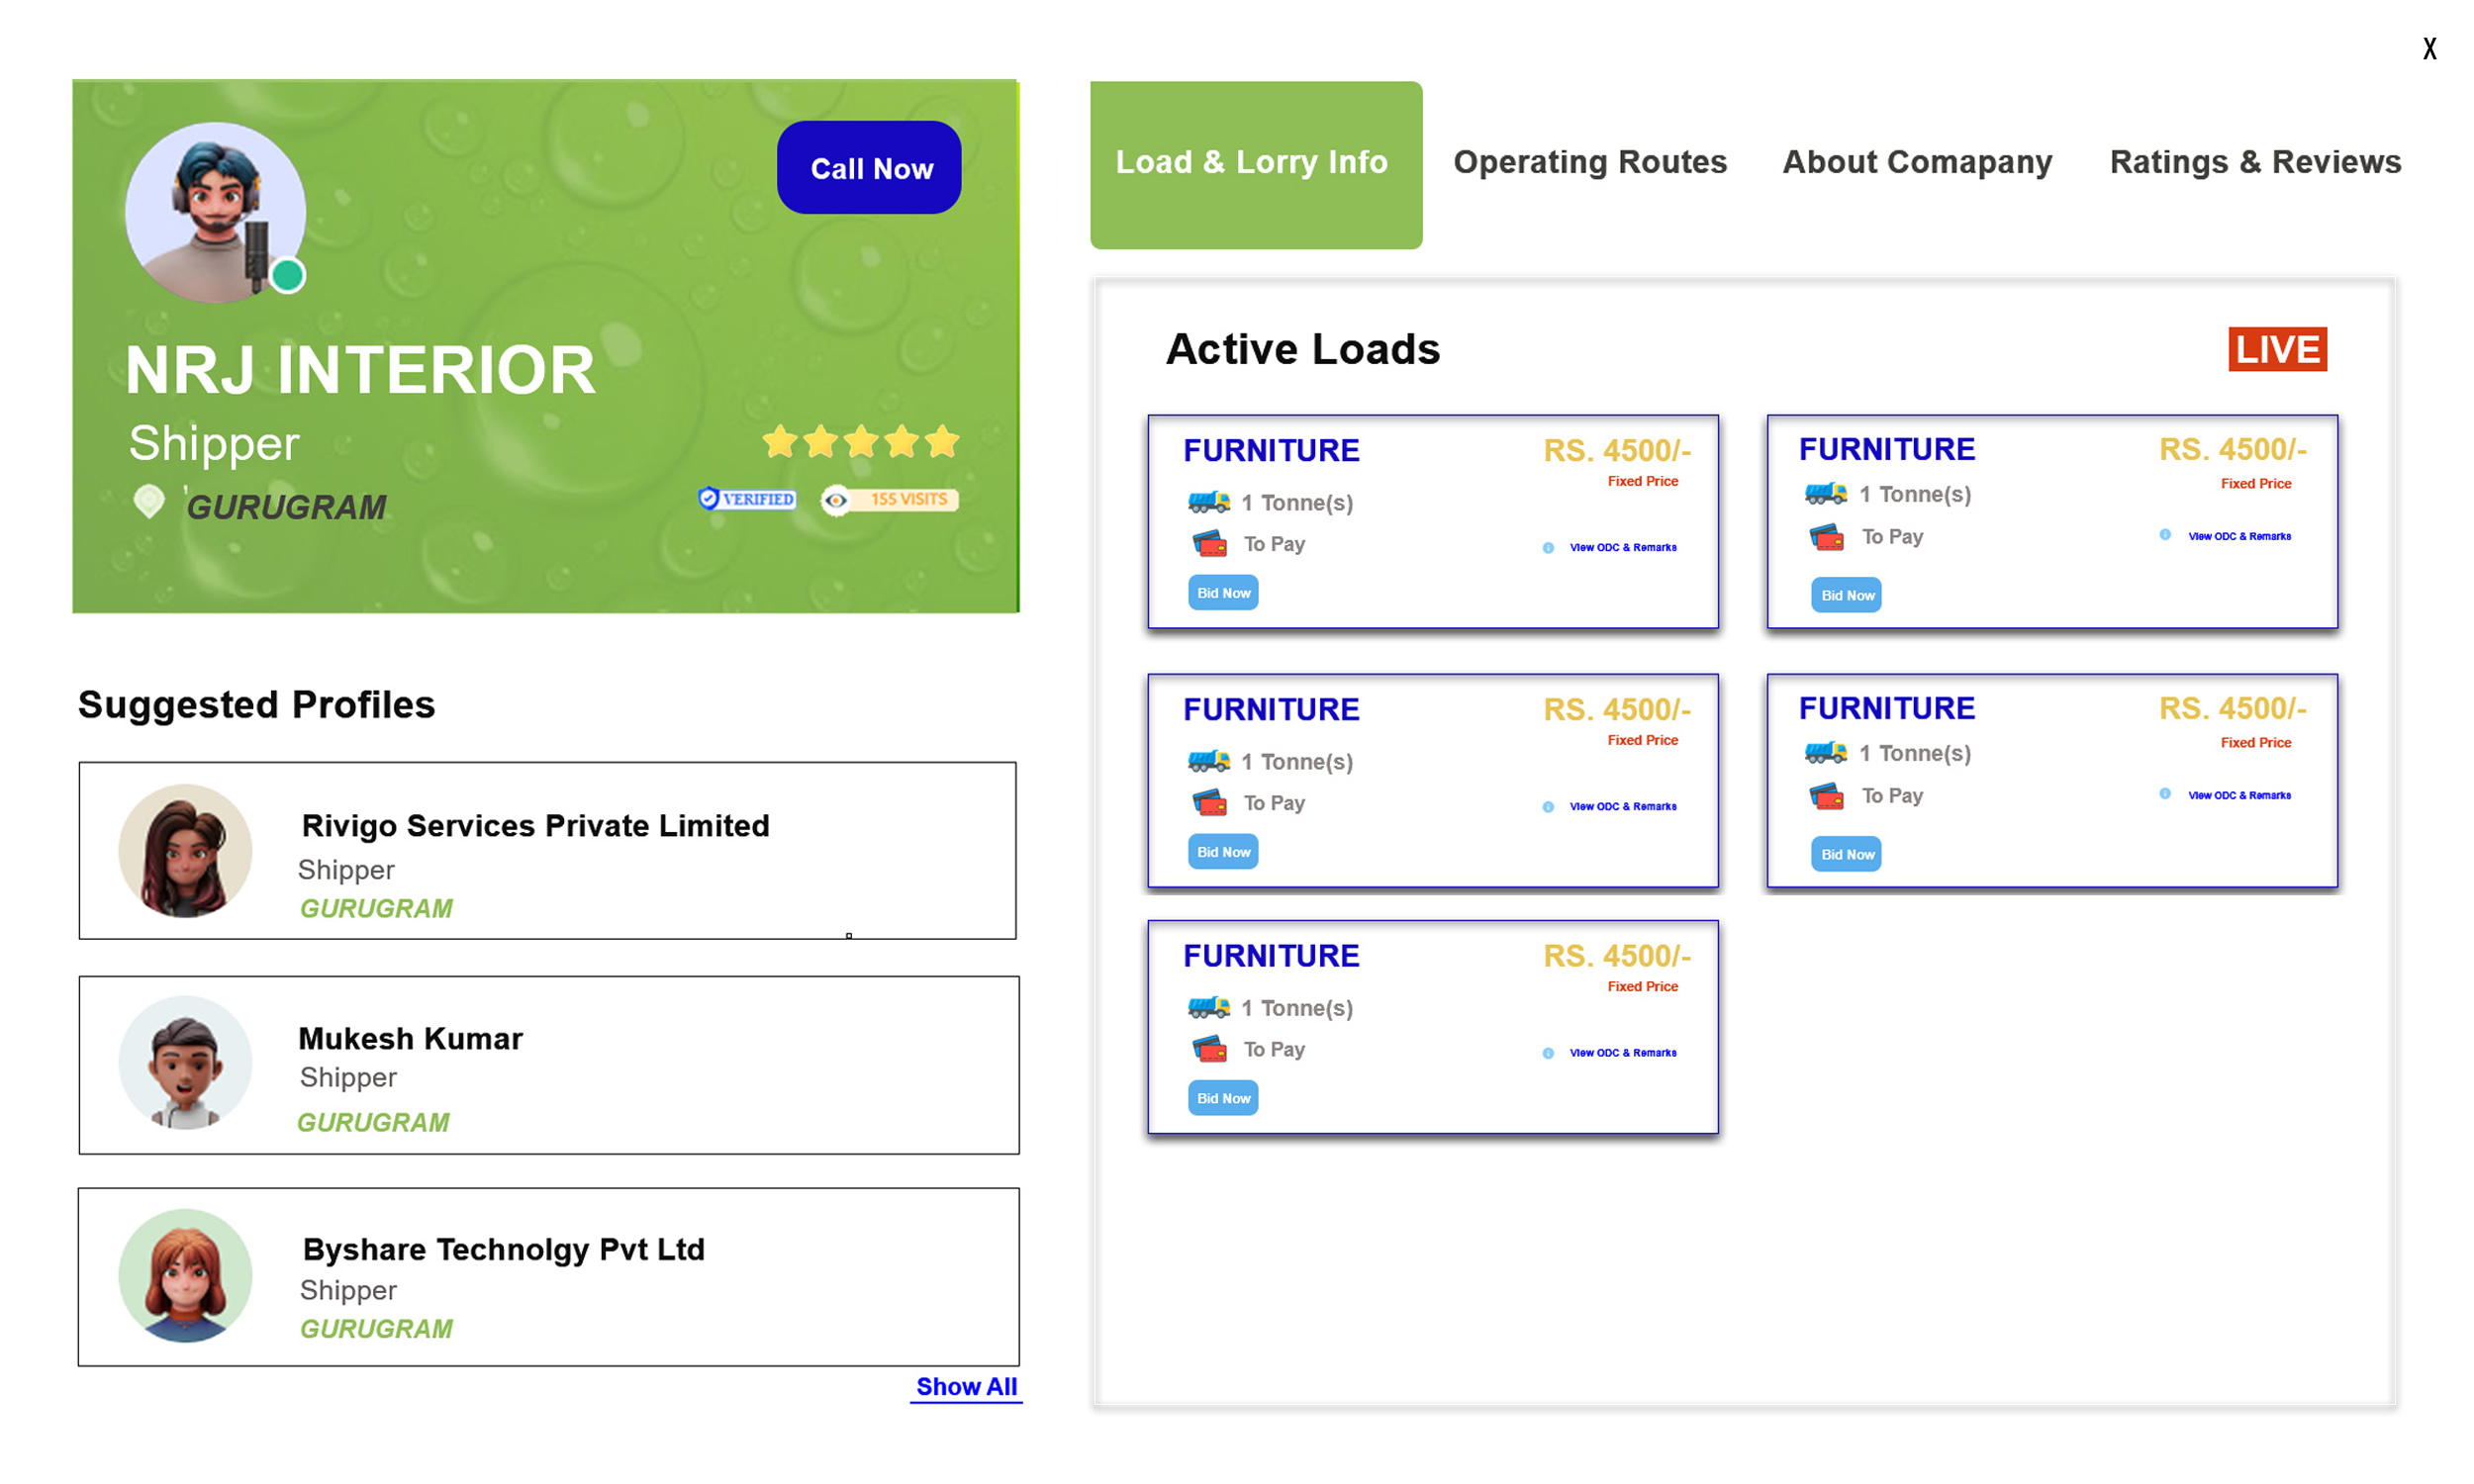 X
Call Now
NRJ INTERIOR
Shipper
GURUGRAM
VERIFIED
155 VISITS
Suggested Profiles
Rivigo Services Private Limited
Shipper
GURUGRAM
Mukesh Kumar
Shipper
GURUGRAM
Byshare Technolgy Pvt Ltd
Shipper
GURUGRAM
Show All
Load & Lorry Info
Operating Routes
About Comapany
Ratings & Reviews
Active Loads
LIVE
FURNITURE
RS. 4500/-
Fixed Price
1 Tonne(s)
To Pay
View ODC & Remarks
Bid Now
FURNITURE
RS. 4500/-
Fixed Price
1 Tonne(s)
To Pay
View ODC & Remarks
Bid Now
FURNITURE
RS. 4500/-
Fixed Price
1 Tonne(s)
To Pay
View ODC & Remarks
Bid Now
FURNITURE
RS. 4500/-
Fixed Price
1 Tonne(s)
To Pay
View ODC & Remarks
Bid Now
FURNITURE
RS. 4500/-
Fixed Price
1 Tonne(s)
To Pay
View ODC & Remarks
Bid Now